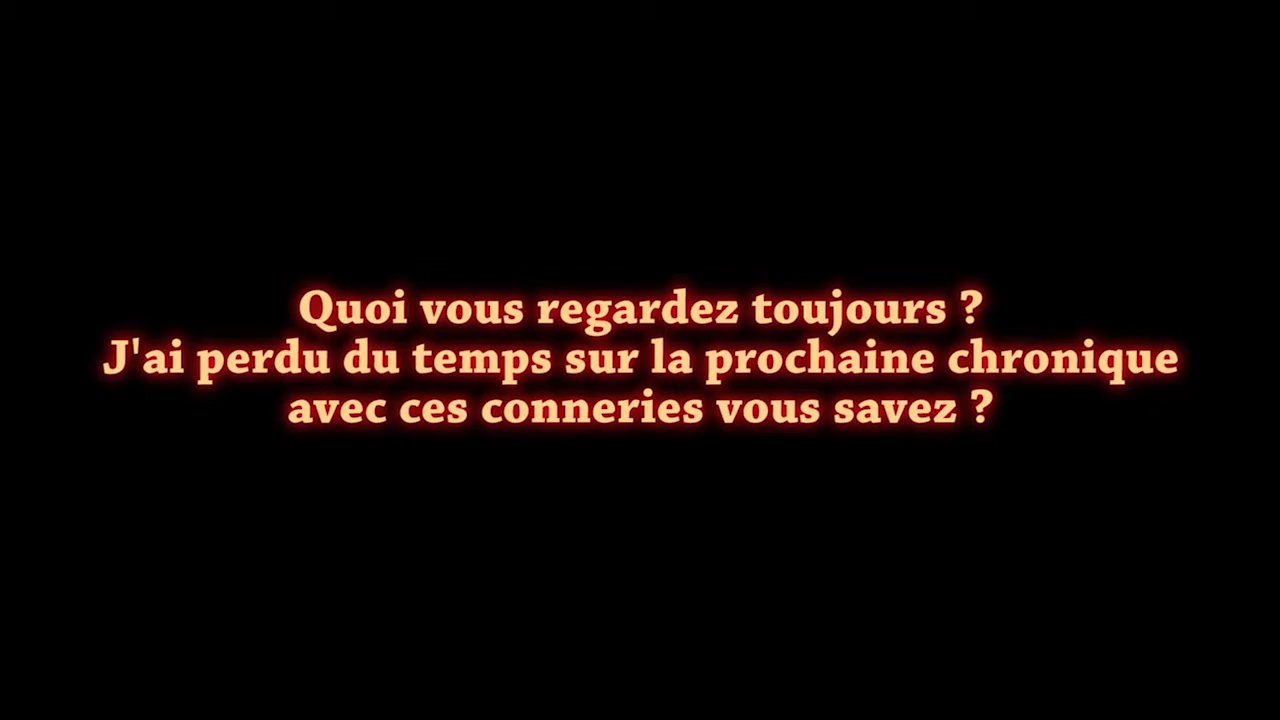 Quoi vous regardez toujours ?
J'ai perdu du temps sur la prochaine chronique
avec ces conneries vous savez ?